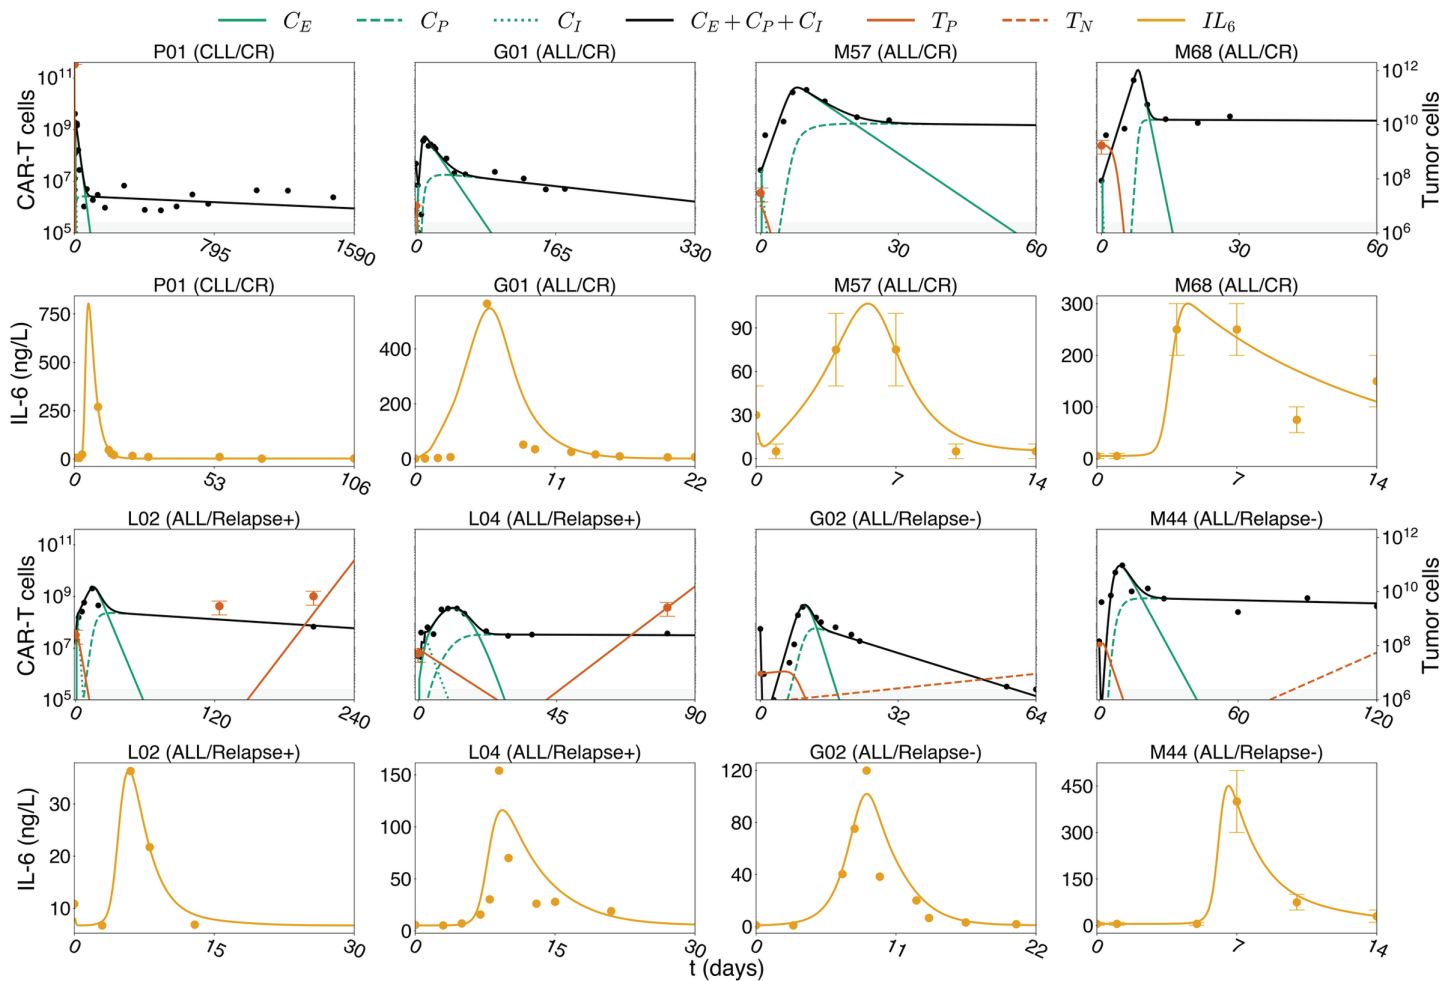 C_E C_P C_I C_E + C_P + C_I T_P T_N IL_6
P01 (CLL/CR) G01 (ALL/CR) M57 (ALL/CR) M68 (ALL/CR)
CAR-T cells
10^11
10^9
10^7
10^5
10^12
10^10
10^8
10^6
Tumor cells
0 795 1590 0 165 330 0 30 60 0 30 60
P01 (CLL/CR) G01 (ALL/CR) M57 (ALL/CR) M68 (ALL/CR)
IL-6 (ng/L)
750 500 250 0
400 200 0
90 60 30 0
300 200 100 0
0 53 106 0 11 22 0 7 14 0 7 14
L02 (ALL/Relapse+) L04 (ALL/Relapse+) G02 (ALL/Relapse-) M44 (ALL/Relapse-)
CAR-T cells
10^11
10^9
10^7
10^5
10^12
10^10
10^8
10^6
Tumor cells
0 120 240 0 45 90 0 32 64 0 60 120
L02 (ALL/Relapse+) L04 (ALL/Relapse+) G02 (ALL/Relapse-) M44 (ALL/Relapse-)
IL-6 (ng/L)
30 20 10
150 100 50 0
120 80 40 0
450 300 150 0
0 15 30 0 15 30 0 11 22 0 7 14
t (days)